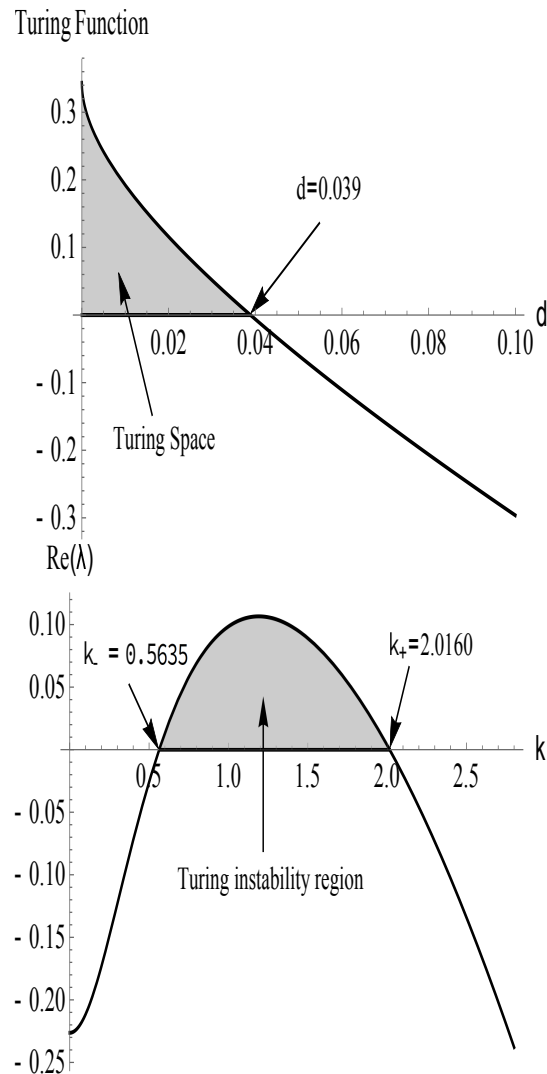 Turing Function
0.3
0.2
d=0.039
0.1
d
0.02 0.04 0.06 0.08 0.10
- 0.1
Turing Space
- 0.2
- 0.3
Re(λ)
0.10
k- = 0.5635
k+=2.0160
0.05
k
0.5 1.0 1.5 2.0 2.5
- 0.05
- 0.10
Turing instability region
- 0.15
- 0.20
- 0.25